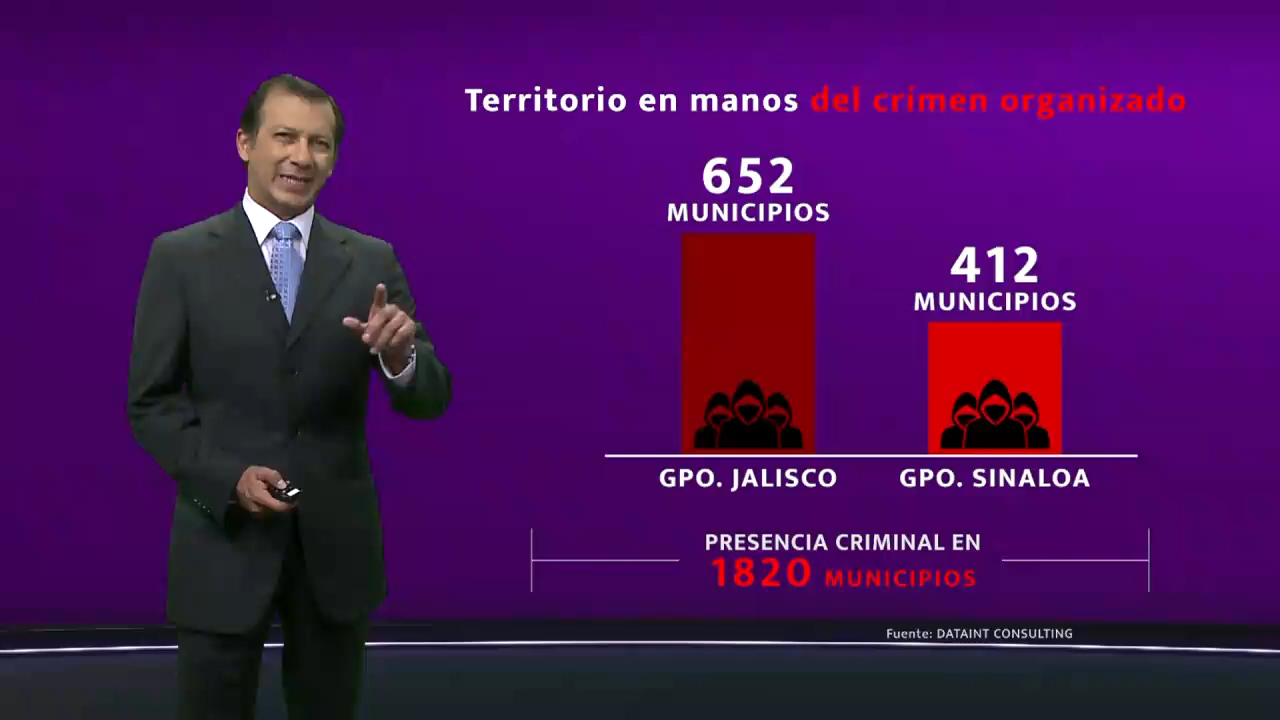 Territorio en manos del crimen organizado
652
MUNICIPIOS
412
MUNICIPIOS
GPO. JALISCO
GPO. SINALOA
PRESENCIA CRIMINAL EN
1820 MUNICIPIOS
Fuente: DATAINT CONSULTING